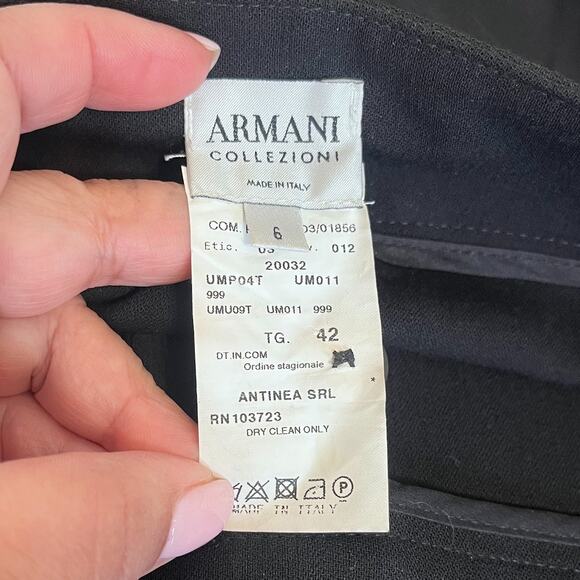 ARMANI
COLLEZIONI
MADE IN ITALY
6
COM. 03/01856
Etic. 03 . 012
20032
UMP04T UM011
999
UMU09T UM011 999
TG. 42
DT.IN.COM
Ordine stagionale
*
ANTINEA SRL
RN103723
DRY CLEAN ONLY
P
MADE IN ITALY